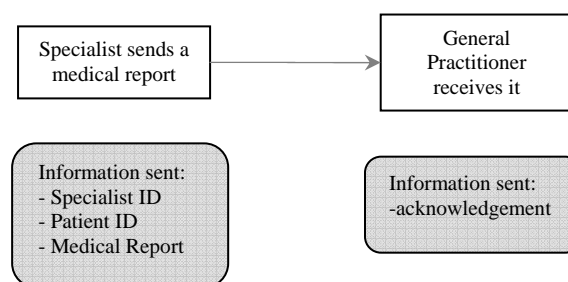 Specialist sends a
medical report
General
Practitioner
receives it
Information sent:
- Specialist ID
- Patient ID
- Medical Report
Information sent:
-acknowledgement